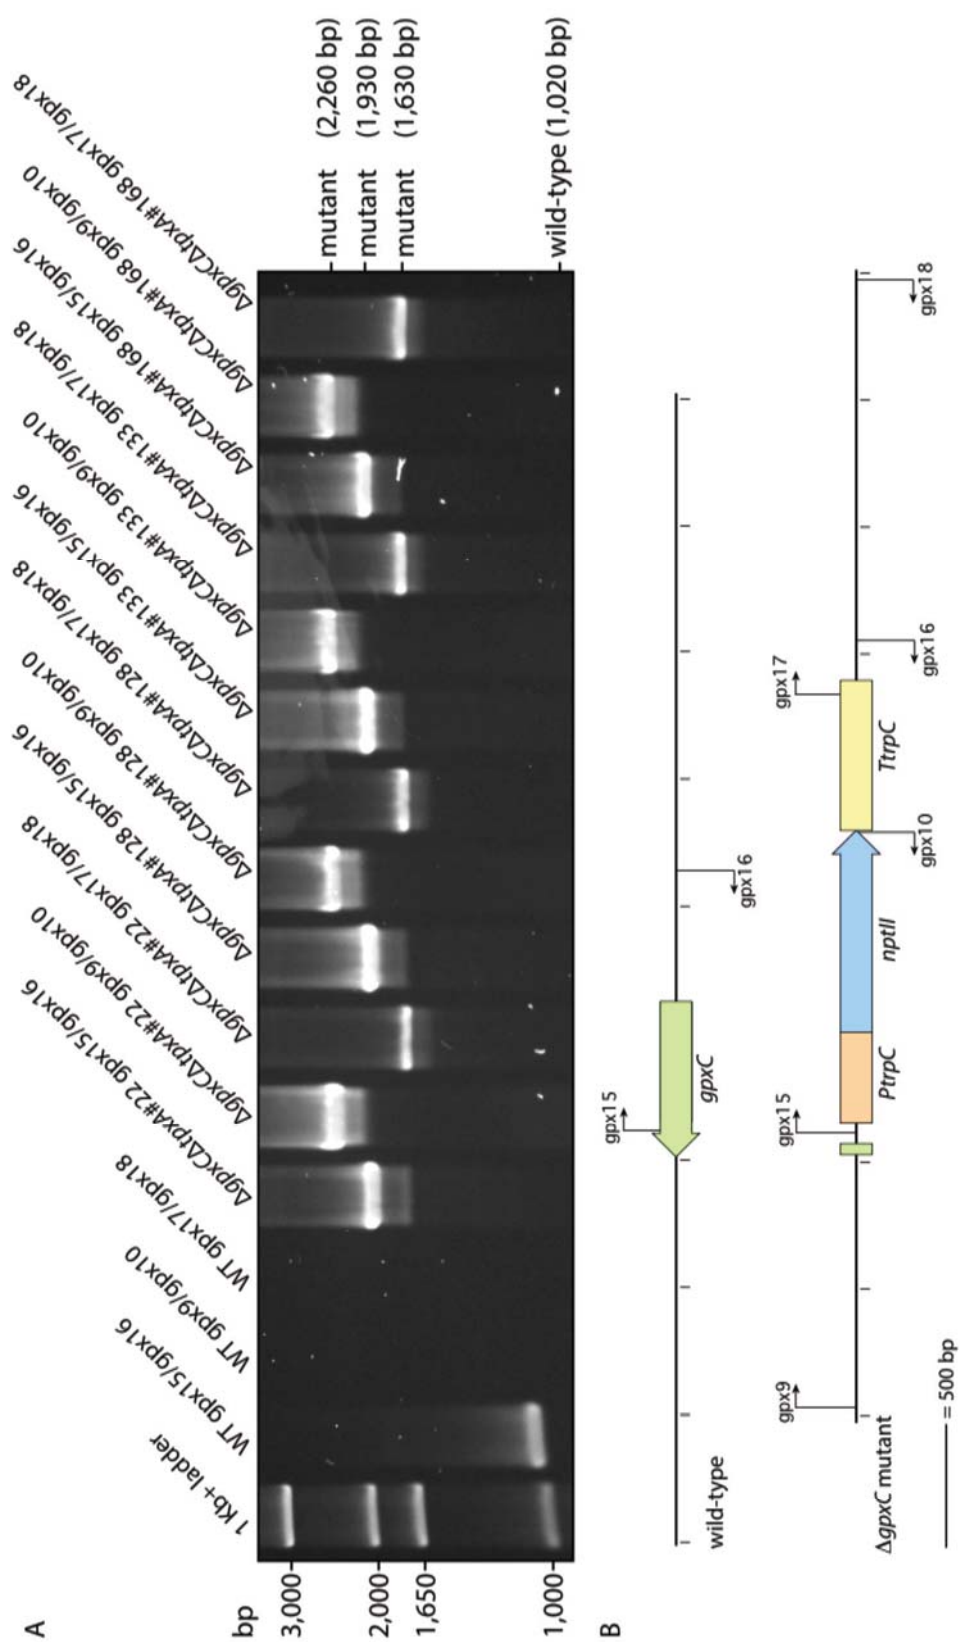 A
bp
3,000
2,000
1,650
1,000
1 Kb+ ladder
WT gpx15/gpx16
WT gpx9/gpx10
WT gpx17/gpx18
ΔgpxCΔtpxA#22 gpx15/gpx16
ΔgpxCΔtpxA#22 gpx9/gpx10
ΔgpxCΔtpxA#22 gpx17/gpx18
ΔgpxCΔtpxA#128 gpx15/gpx16
ΔgpxCΔtpxA#128 gpx9/gpx10
ΔgpxCΔtpxA#128 gpx17/gpx18
ΔgpxCΔtpxA#133 gpx15/gpx16
ΔgpxCΔtpxA#133 gpx9/gpx10
ΔgpxCΔtpxA#133 gpx17/gpx18
ΔgpxCΔtpxA#168 gpx15/gpx16
ΔgpxCΔtpxA#168 gpx9/gpx10
ΔgpxCΔtpxA#168 gpx17/gpx18
mutant (2,260 bp)
mutant (1,930 bp)
mutant (1,630 bp)
wild-type (1,020 bp)
B
gpx15
gpxC
gpx16
wild-type
gpx9
gpx15
gpx17
PtrpC
nptII
TtrpC
gpx10
gpx16
gpx18
ΔgpxC mutant
= 500 bp